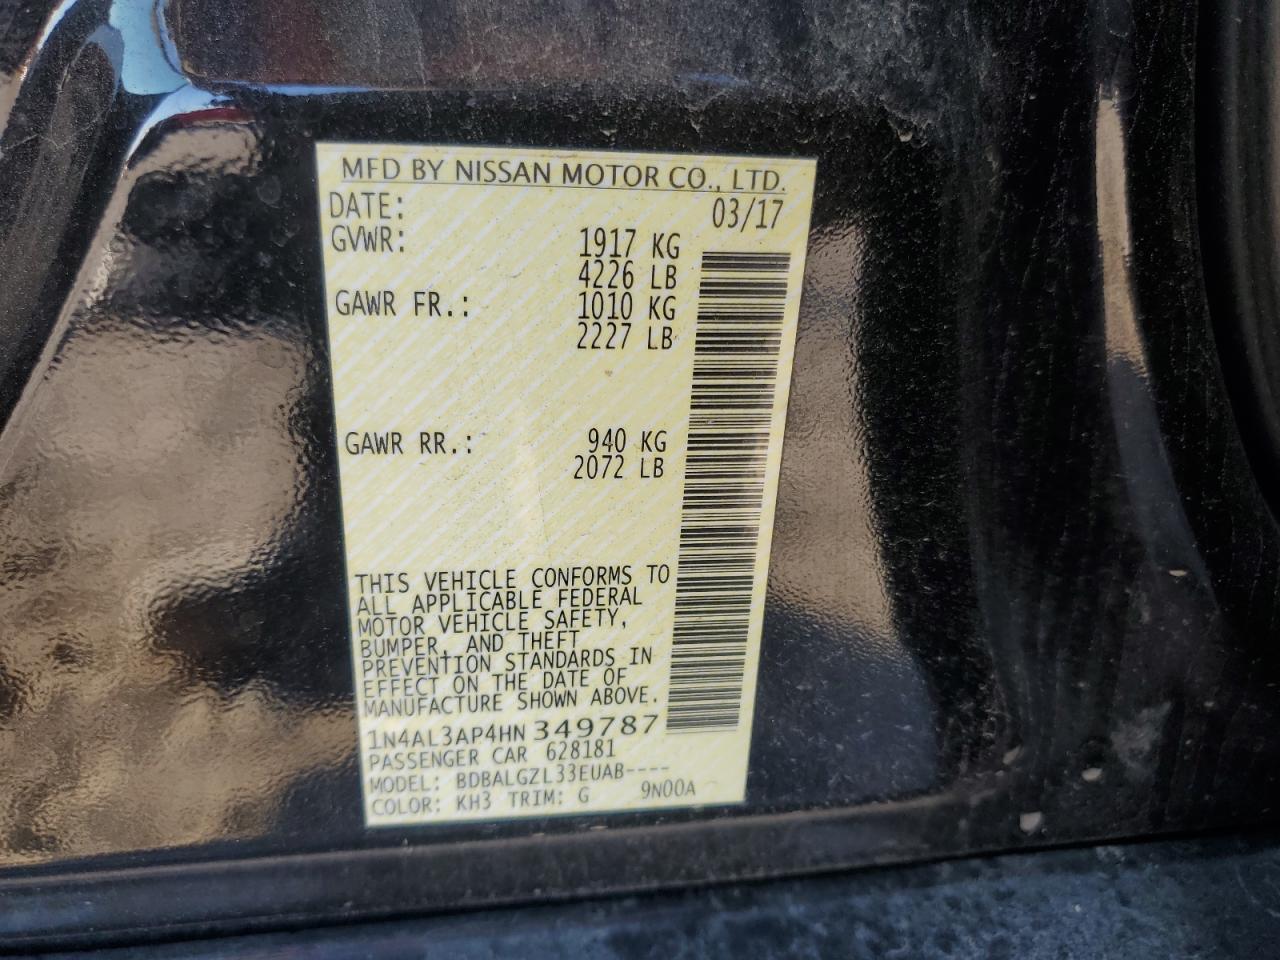 MFD BY NISSAN MOTOR CO., LTD.
DATE: 03/17
GVWR: 1917 KG
4226 LB
GAWR FR.: 1010 KG
2227 LB
GAWR RR.: 940 KG
2072 LB
THIS VEHICLE CONFORMS TO
ALL APPLICABLE FEDERAL
MOTOR VEHICLE SAFETY,
BUMPER, AND THEFT
PREVENTION STANDARDS IN
EFFECT ON THE DATE OF
MANUFACTURE SHOWN ABOVE.
1N4AL3AP4HN349787
PASSENGER CAR 628181
MODEL: BDBALGZL33EUAB----
COLOR: KH3 TRIM: G 9N00A